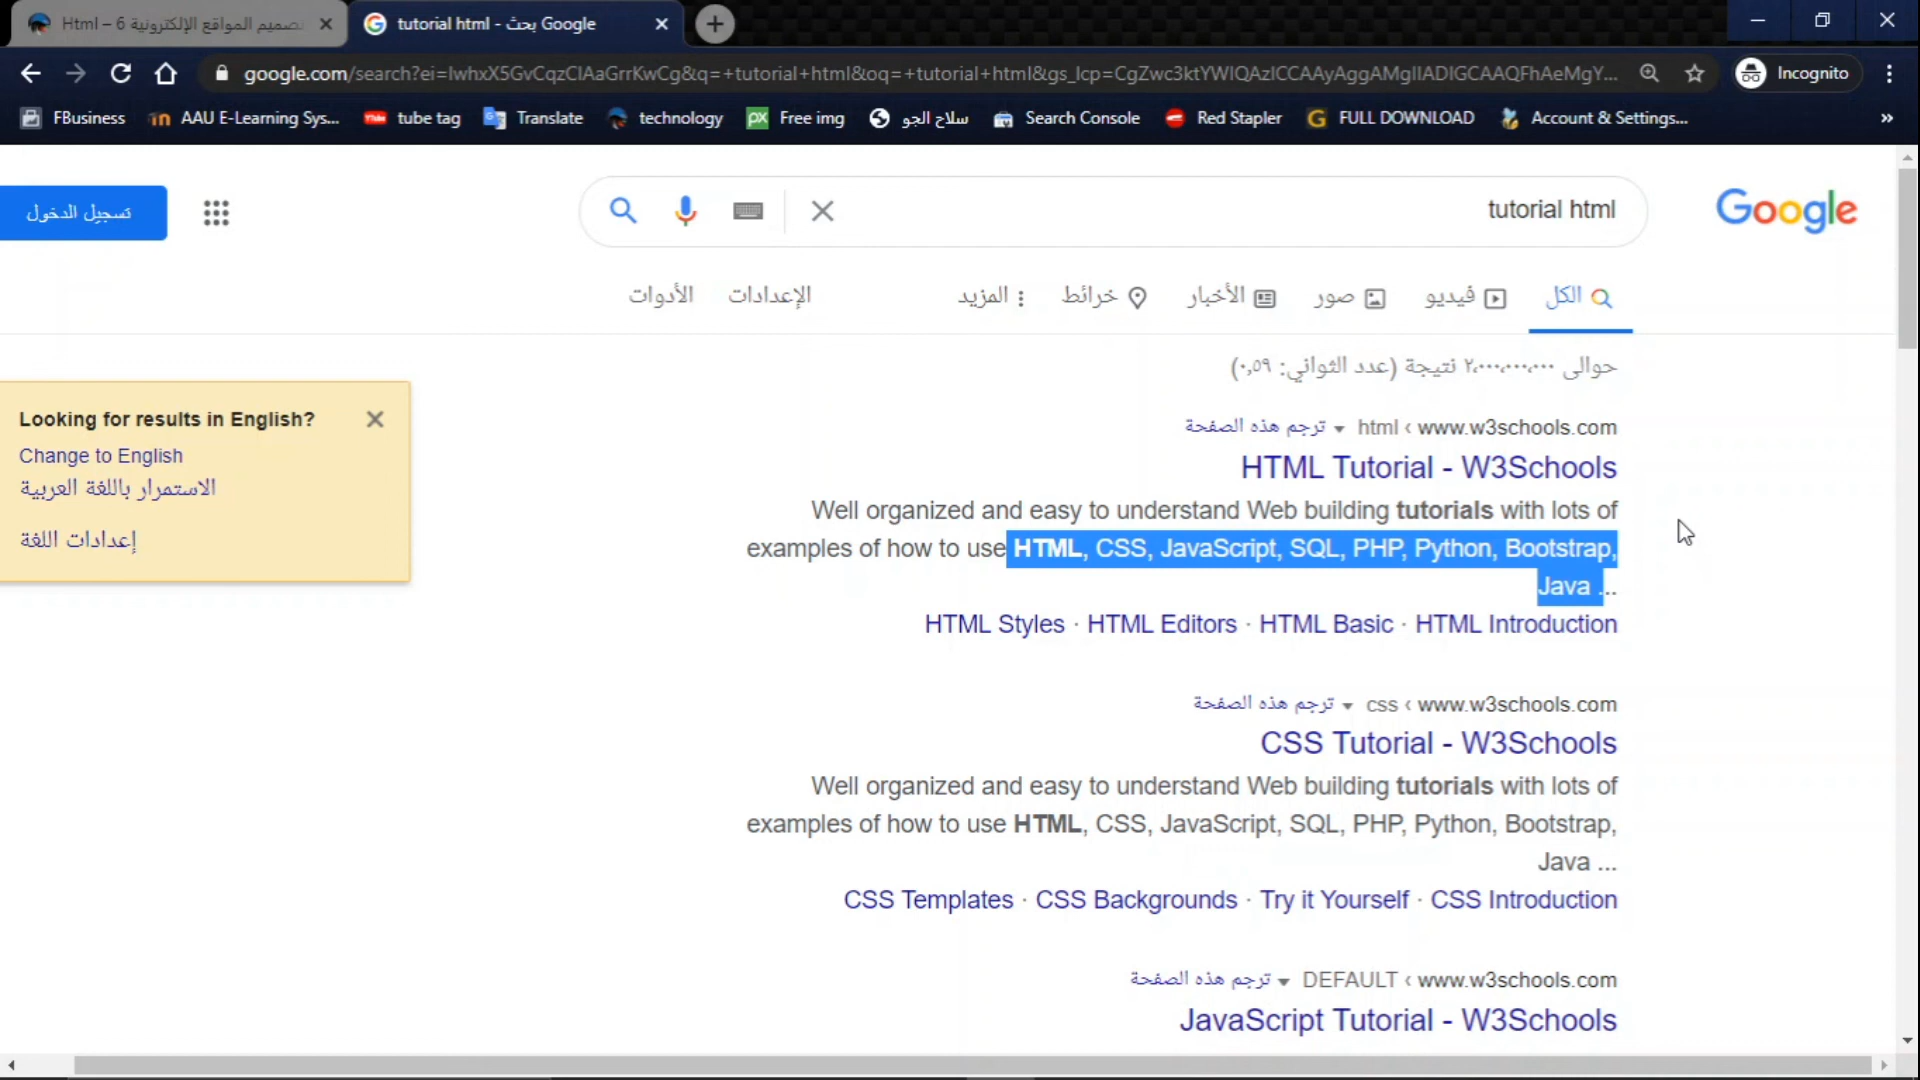 Html – 6 تصميم المواقع الإلكترونية
tutorial html - بحث Google
google.com/search?ei=IwhxX5GvCqzClAaGrrKwCg&q=+tutorial+html&oq=+tutorial+html&gs_lcp=CgZwc3ktYWIQAzICCAAyAggAMgIIADIGCAAQFhAeMgY...
Incognito
FBusiness
AAU E-Learning Sys...
tube tag
Translate
technology
Free img
سلاح الجو
Search Console
Red Stapler
FULL DOWNLOAD
Account & Settings...
»
تسجيل الدخول
tutorial html
Google
الكل
فيديو
صور
الأخبار
خرائط
المزيد
الإعدادات
الأدوات
حوالى ٢,٠٠٠,٠٠٠,٠٠٠ نتيجة (عدد الثواني: ٠,٥٩)
Looking for results in English?
Change to English
الاستمرار باللغة العربية
إعدادات اللغة
www.w3schools.com › html ترجم هذه الصفحة
HTML Tutorial - W3Schools
Well organized and easy to understand Web building tutorials with lots of
examples of how to use HTML, CSS, JavaScript, SQL, PHP, Python, Bootstrap,
Java ...
HTML Styles · HTML Editors · HTML Basic · HTML Introduction
www.w3schools.com › css ترجم هذه الصفحة
CSS Tutorial - W3Schools
Well organized and easy to understand Web building tutorials with lots of
examples of how to use HTML, CSS, JavaScript, SQL, PHP, Python, Bootstrap,
Java ...
CSS Templates · CSS Backgrounds · Try it Yourself · CSS Introduction
www.w3schools.com › DEFAULT ترجم هذه الصفحة
JavaScript Tutorial - W3Schools